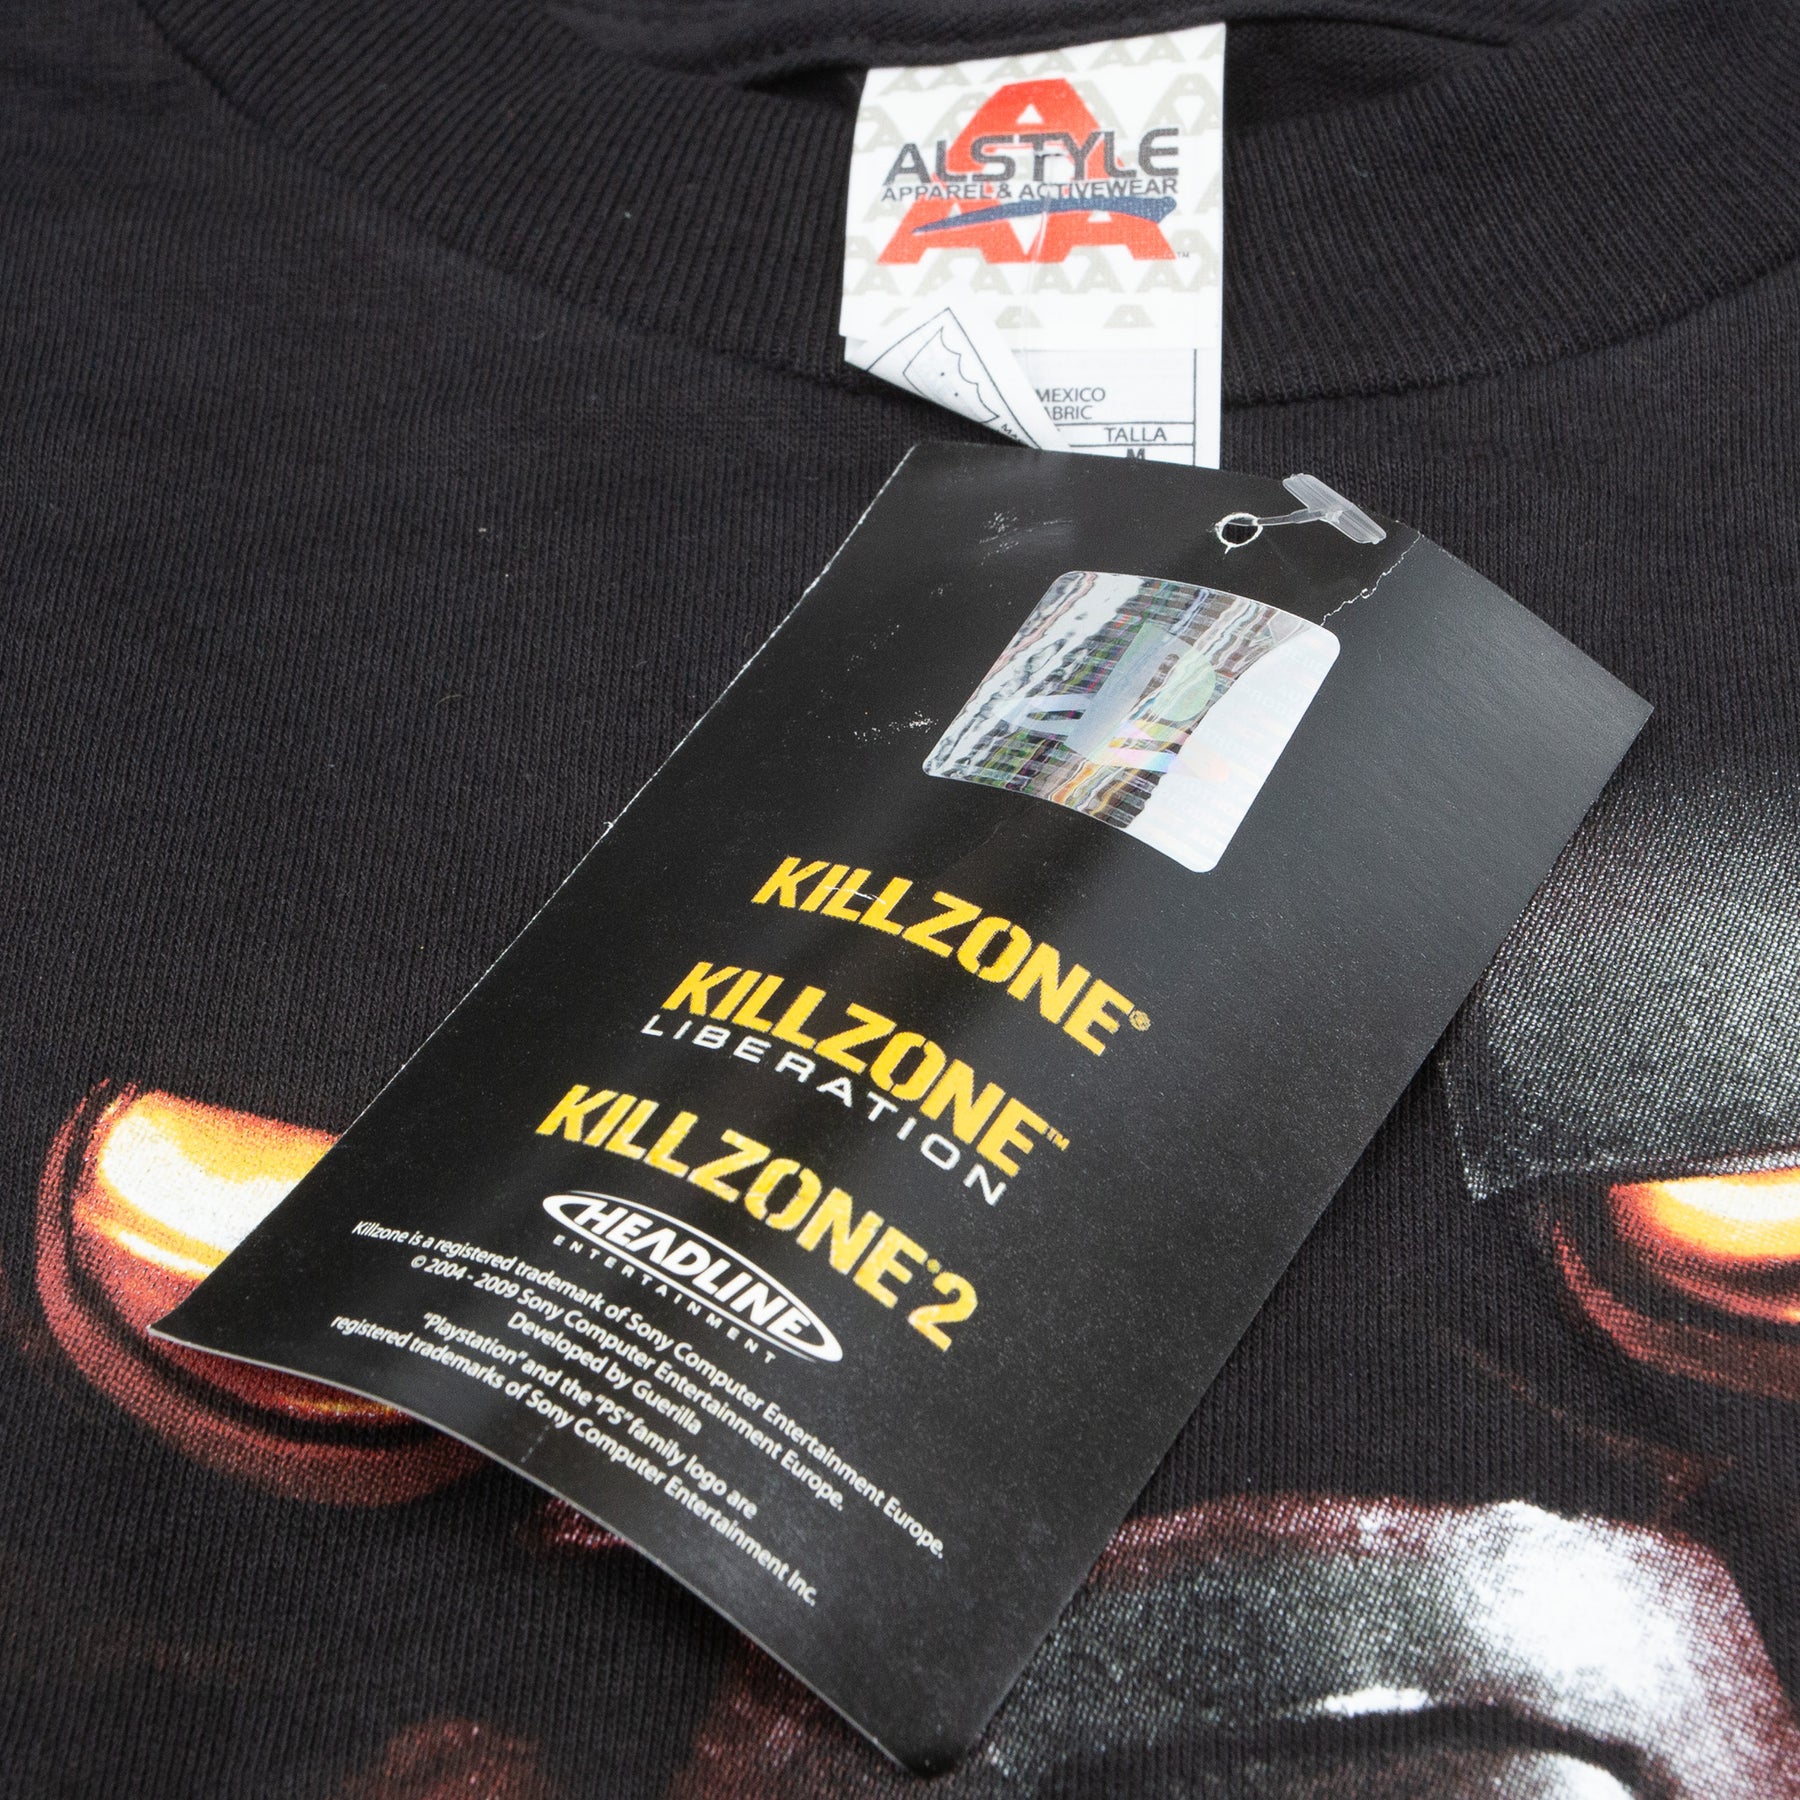 ALSTYLE
APPAREL & ACTIVEWEAR
MEXICO
TALLA
M
KILLZONE®
KILLZONE™
LIBERATION
KILLZONE®2
HEADLINE
ENTERTAINMENT
Killzone is a registered trademark of Sony Computer Entertainment Europe.
© 2004 - 2009 Sony Computer Entertainment Europe.
Developed by Guerilla
"Playstation" and the "PS" family logo are
registered trademarks of Sony Computer Entertainment Inc.